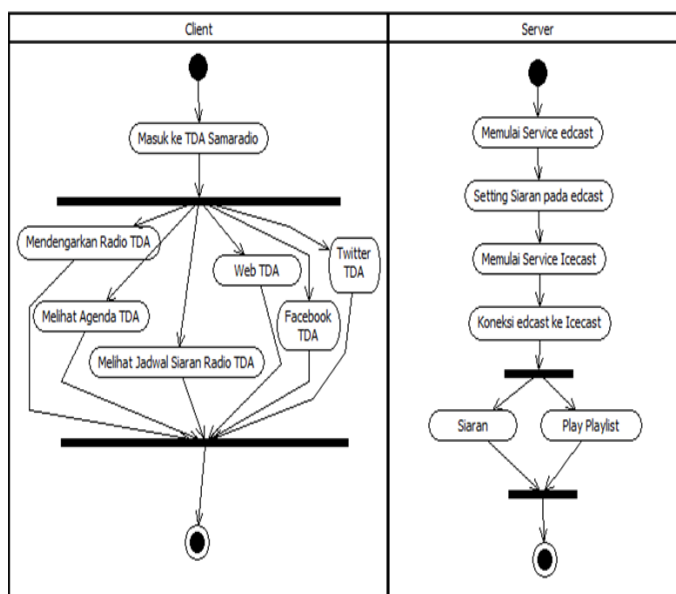 Client
Masuk ke TDA Samaradio
Mendengarkan Radio TDA
Melihat Agenda TDA
Melihat Jadwal Siaran Radio TDA
Web TDA
Facebook
TDA
Twitter
TDA
Server
Memulai Service edcast
Setting Siaran pada edcast
Memulai Service Icecast
Koneksi edcast ke Icecast
Siaran
Play Playlist